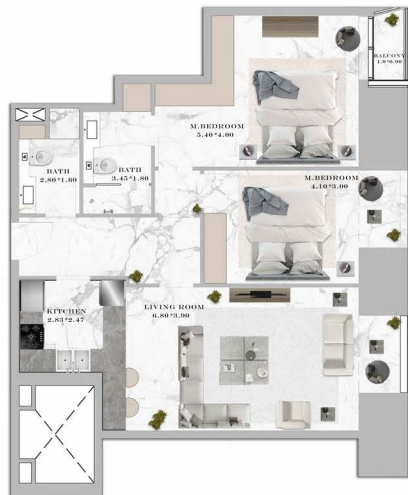 BALCONY
1.9*0.90
M.BEDROOM
5.40*4.00
BATH
2.80*1.60
BATH
3.45*1.80
M.BEDROOM
4.10*3.00
KITCHEN
2.83*2.47
LIVING ROOM
6.80*3.90